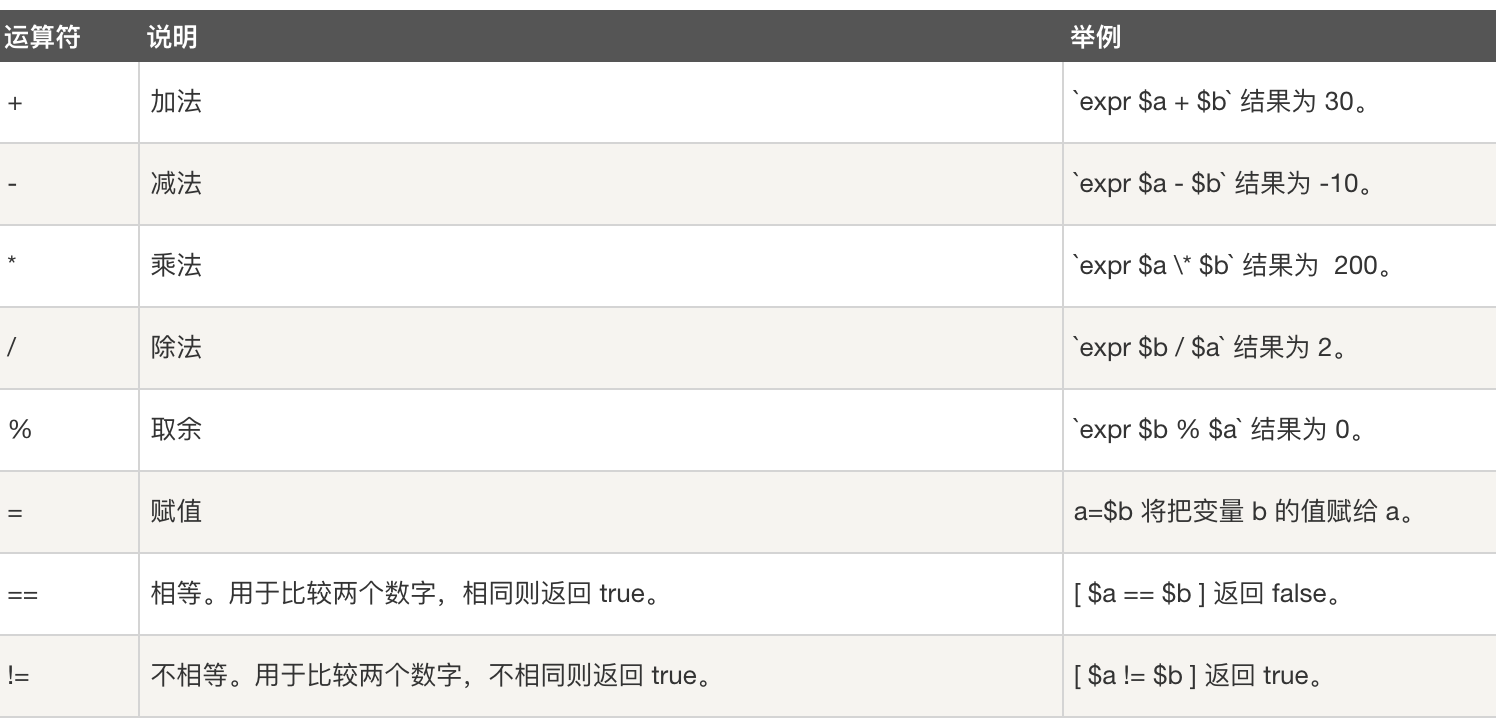 运算符 说明 举例
+ 加法 `expr $a + $b` 结果为 30。
- 减法 `expr $a - $b` 结果为 -10。
* 乘法 `expr $a \* $b` 结果为  200。
/ 除法 `expr $b / $a` 结果为 2。
% 取余 `expr $b % $a` 结果为 0。
= 赋值 a=$b 将把变量 b 的值赋给 a。
== 相等。用于比较两个数字，相同则返回 true。 [ $a == $b ] 返回 false。
!= 不相等。用于比较两个数字，不相同则返回 true。 [ $a != $b ] 返回 true。